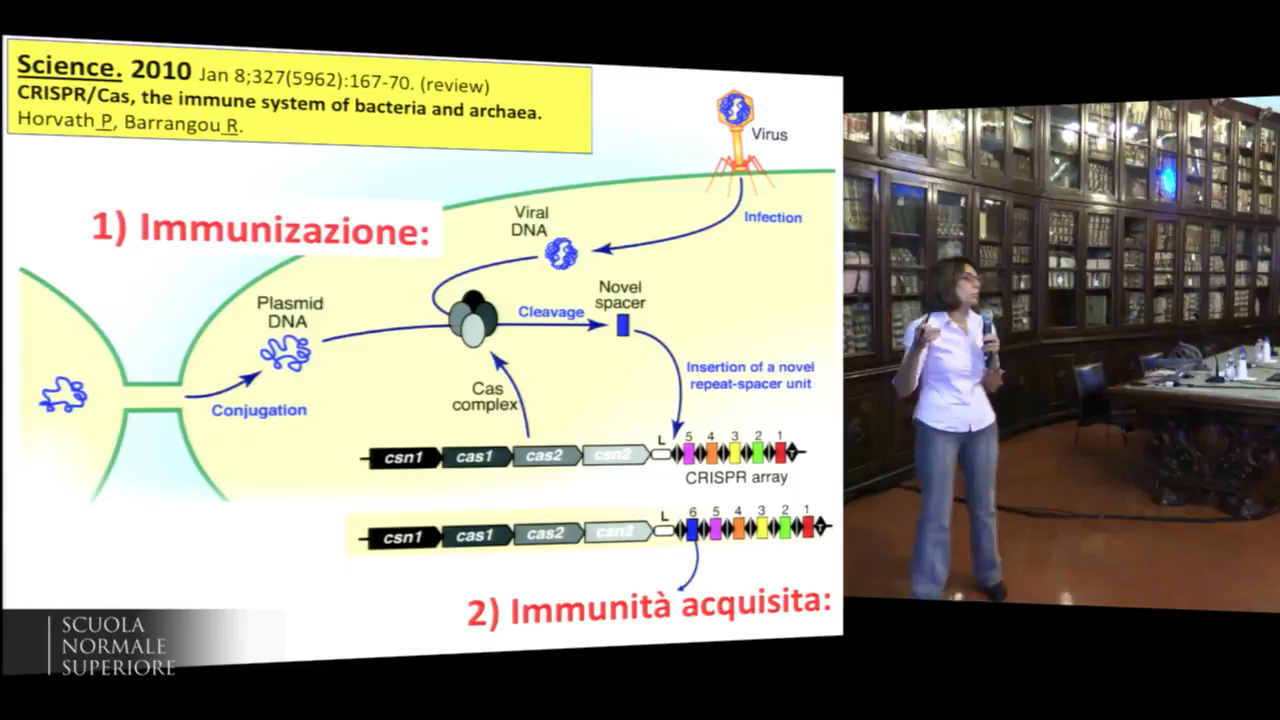 Science. 2010 Jan 8;327(5962):167-70. (review)
CRISPR/Cas, the immune system of bacteria and archaea.
Horvath P, Barrangou R.
Virus
1) Immunizazione:
Viral
DNA
Infection
Plasmid
DNA
Novel
spacer
Cleavage
Insertion of a novel
repeat-spacer unit
Conjugation
Cas
complex
L 5 4 3 2 1
csn1 cas1 cas2 csn2 T
CRISPR array
L 6 5 4 3 2 1
csn1 cas1 cas2 csn2 T
2) Immunità acquisita:
SCUOLA
NORMALE
SUPERIORE